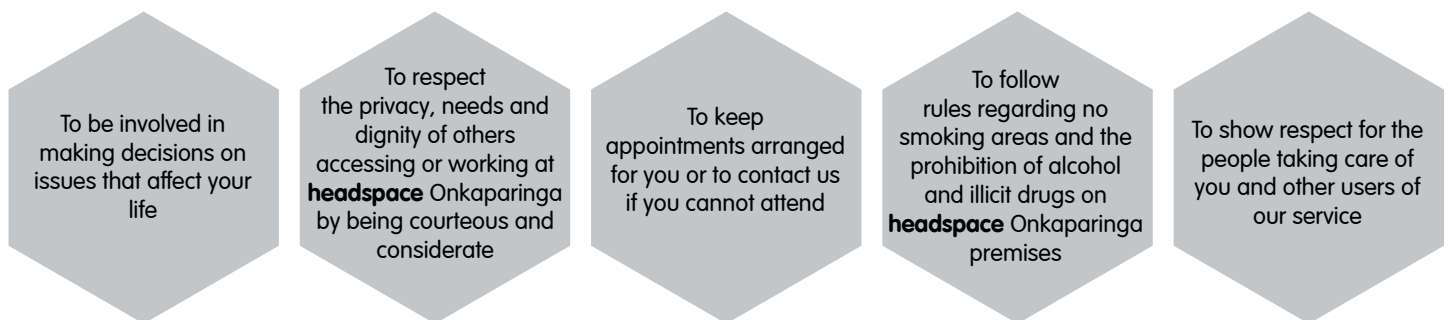 To be involved in
making decisions on
issues that affect your
life
To respect
the privacy, needs and
dignity of others
accessing or working at
headspace Onkaparinga
by being courteous and
considerate
To keep
appointments arranged
for you or to contact us
if you cannot attend
To follow
rules regarding no
smoking areas and the
prohibition of alcohol
and illicit drugs on
headspace Onkaparinga
premises
To show respect for the
people taking care of
you and other users of
our service